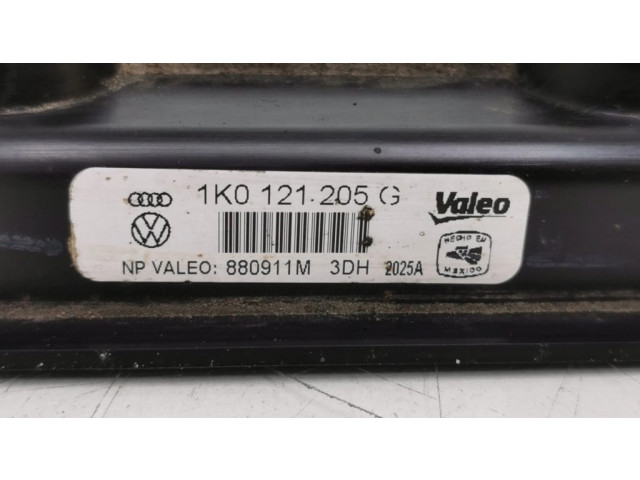 1K0 121 205 G
Valeo
HECHO EN
MEXICO
NP VALEO: 880911M 3DH 2025A